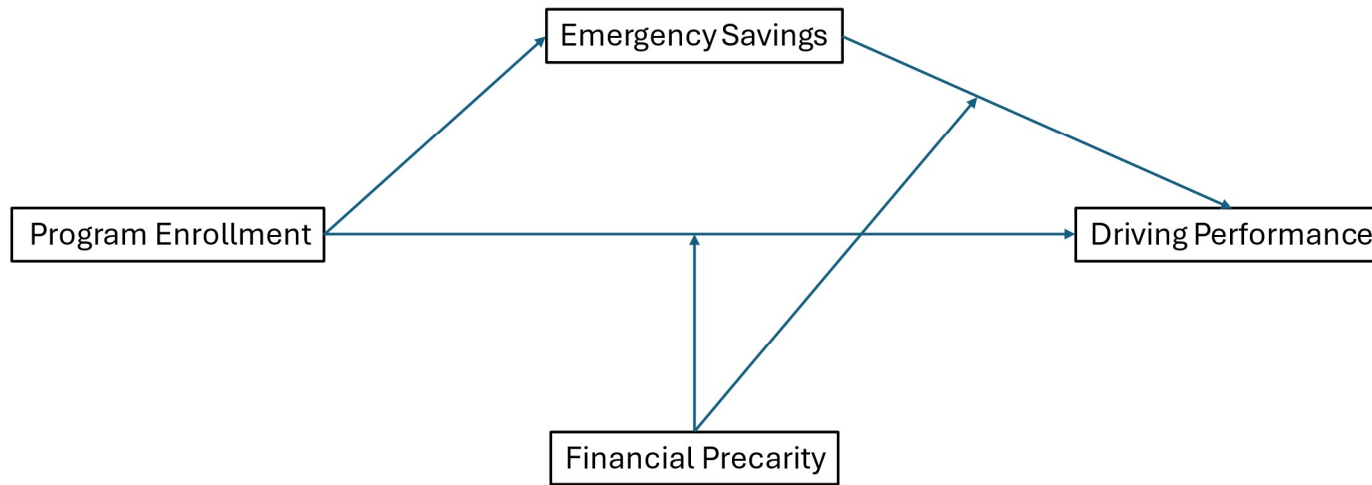 Emergency Savings
Program Enrollment
Driving Performance
Financial Precarity